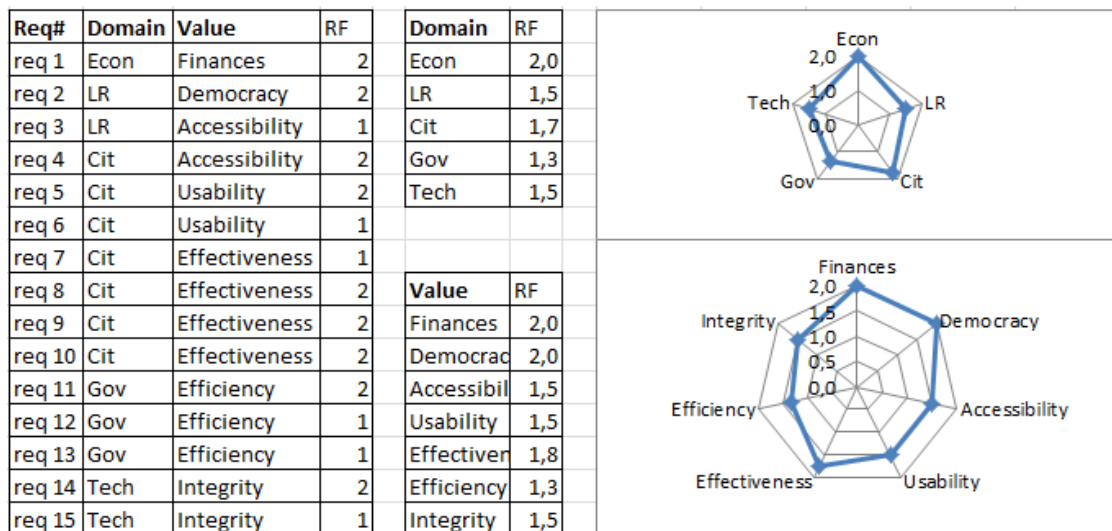 Req# Domain Value RF
req 1 Econ Finances 2
req 2 LR Democracy 2
req 3 LR Accessibility 1
req 4 Cit Accessibility 2
req 5 Cit Usability 2
req 6 Cit Usability 1
req 7 Cit Effectiveness 1
req 8 Cit Effectiveness 2
req 9 Cit Effectiveness 2
req 10 Cit Effectiveness 2
req 11 Gov Efficiency 2
req 12 Gov Efficiency 1
req 13 Gov Efficiency 1
req 14 Tech Integrity 2
req 15 Tech Integrity 1
Domain RF
Econ 2,0
LR 1,5
Cit 1,7
Gov 1,3
Tech 1,5
Value RF
Finances 2,0
Democrac 2,0
Accessibil 1,5
Usability 1,5
Effectiven 1,8
Efficiency 1,3
Integrity 1,5
Econ
2,0
Tech 1,0 LR
0,0
Gov Cit
Finances
2,0
Integrity 1,5 Democracy
1,0
0,5
0,0
Efficiency Accessibility
Effectiveness Usability